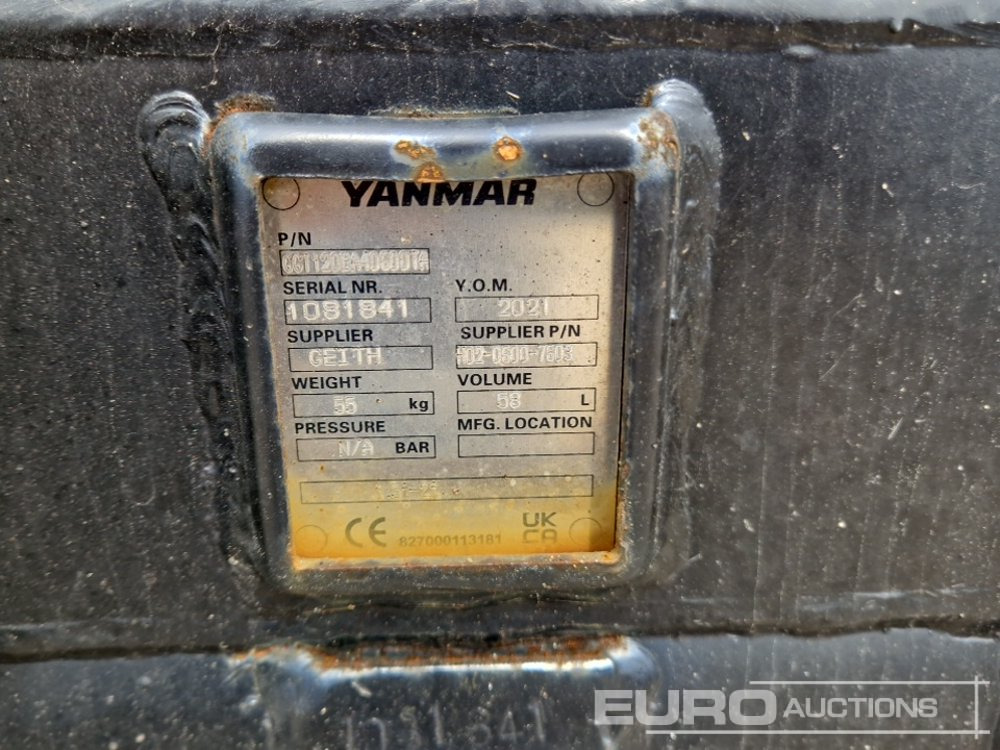 YANMAR
P/N
SERIAL NR. Y.O.M.
1081841 2021
SUPPLIER SUPPLIER P/N
GEITH
WEIGHT VOLUME
55 kg 58 L
PRESSURE MFG. LOCATION
N/A BAR
CE 827000113181 UK CA
1081841
EURO AUCTIONS